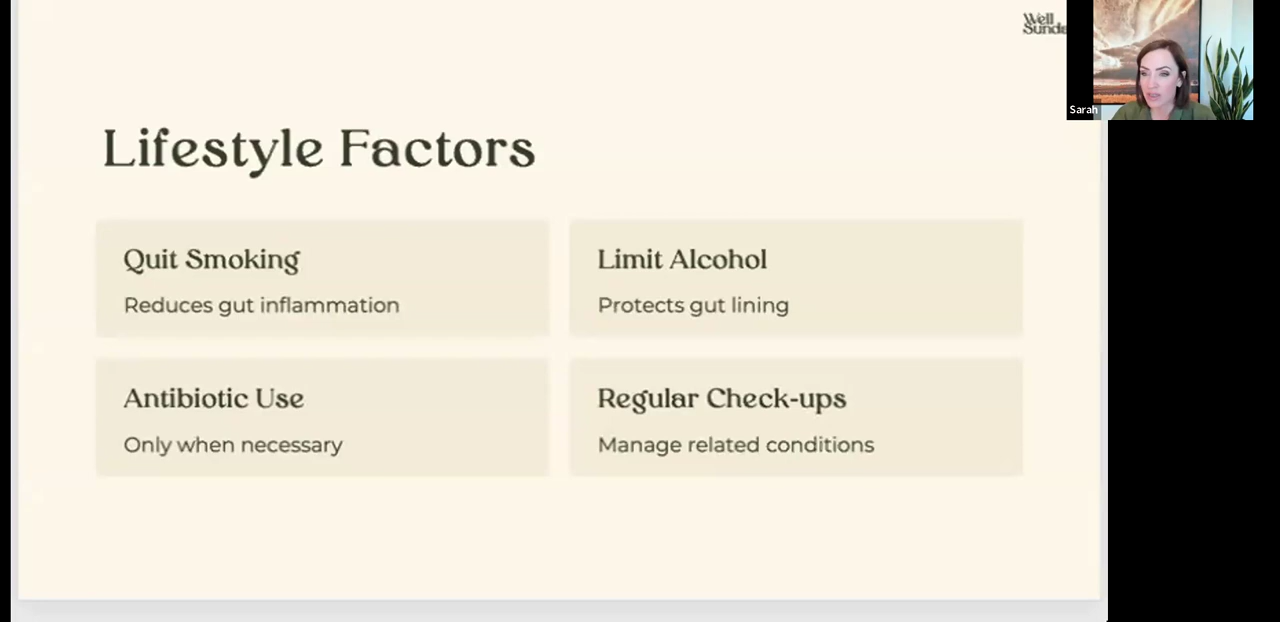 Well
Lifestyle Factors
Quit Smoking
Reduces gut inflammation
Limit Alcohol
Protects gut lining
Antibiotic Use
Only when necessary
Regular Check-ups
Manage related conditions
Sarah